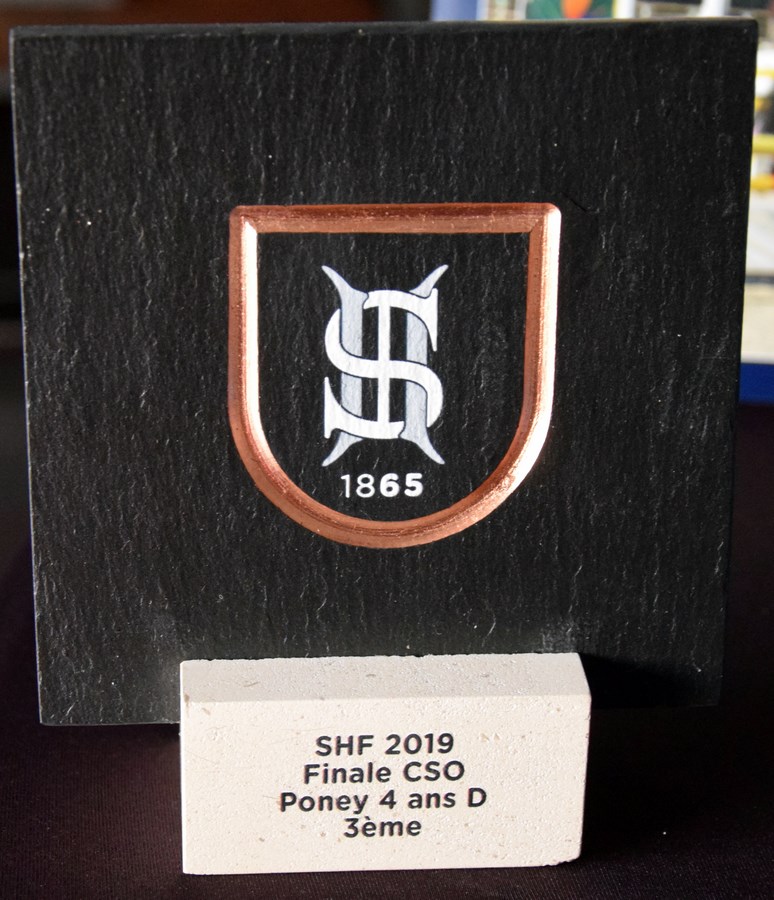 SH
1865
SHF 2019
Finale CSO
Poney 4 ans D
3ème